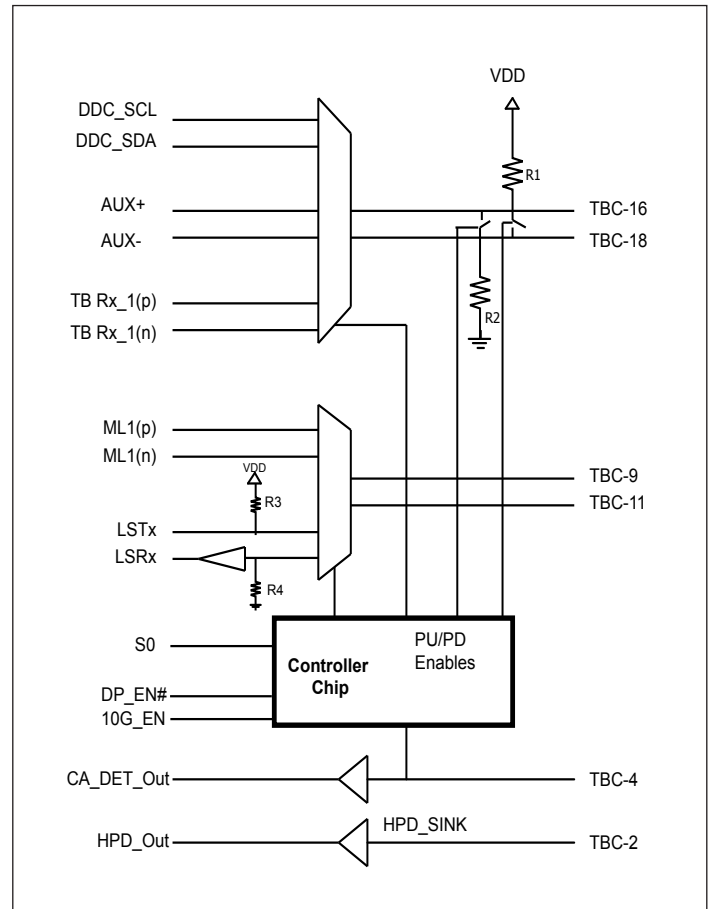 VDD
DDC_SCL
DDC_SDA
R1
AUX+
TBC-16
AUX-
TBC-18
TB Rx_1(p)
R2
TB Rx_1(n)
ML1(p)
ML1(n)
VDD
TBC-9
R3
TBC-11
LSTx
LSRx
R4
S0
PU/PD
Enables
Controller
Chip
DP_EN#
10G_EN
CA_DET_Out
TBC-4
HPD_SINK
HPD_Out
TBC-2